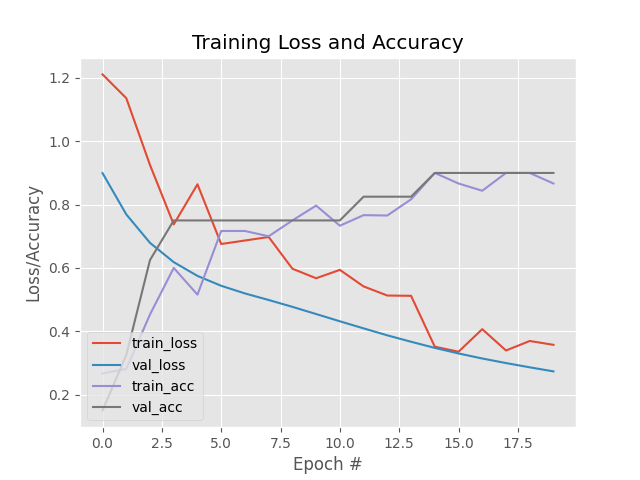 Training Loss and Accuracy
1.2
1.0
0.8
0.6
0.4
0.2
Loss/Accuracy
train_loss
val_loss
train_acc
val_acc
0.0 2.5 5.0 7.5 10.0 12.5 15.0 17.5
Epoch #